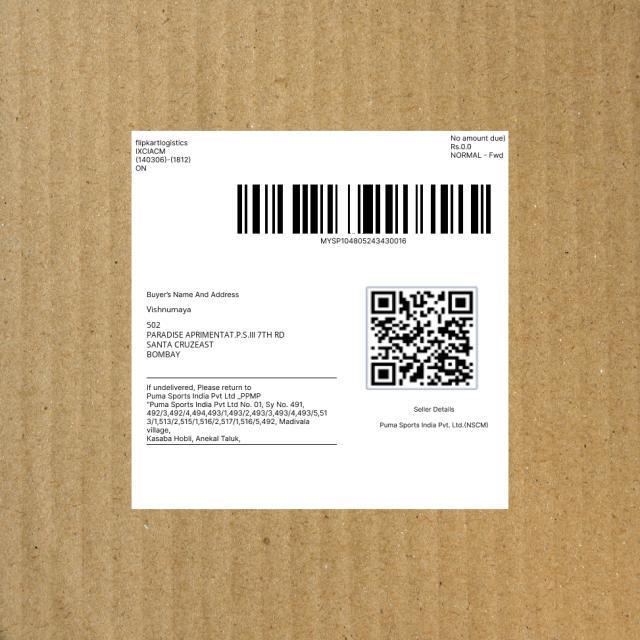 flipkartlogistics
IXCIACM
(140306)-(1812)
ON
No amount due)
Rs.0.0
NORMAL - Fwd
MYSP104805243430016
Buyer's Name And Address
Vishnumaya
502
PARADISE APRIMENTAT.P.S.III 7TH RD
SANTA CRUZEAST
BOMBAY
If undelivered, Please return to
Puma Sports India Pvt Ltd _PPMP
"Puma Sports India Pvt Ltd No. 01, Sy No. 491,
492/3,492/4,494,493/1,493/2,493/3,493/4,493/5,51
3/1,513/2,515/1,516/2,517/1,516/5,492, Madivala
village,
Kasaba Hobli, Anekal Taluk,
Seller Details
Puma Sports India Pvt. Ltd.(NSCM)